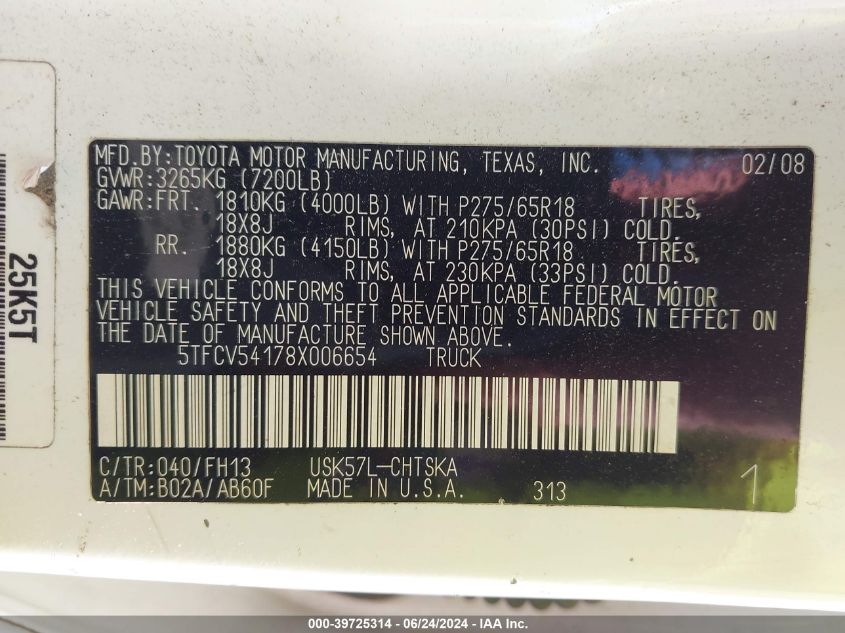 MFD.BY:TOYOTA MOTOR MANUFACTURING, TEXAS, INC. 02/08
GVWR:3265KG (7200LB)
GAWR:FRT. 1810KG (4000LB) WITH P275/65R18 TIRES,
18X8J RIMS, AT 210KPA (30PSI) COLD.
RR. 1880KG (4150LB) WITH P275/65R18 TIRES,
18X8J RIMS, AT 230KPA (33PSI) COLD.
THIS VEHICLE CONFORMS TO ALL APPLICABLE FEDERAL MOTOR
VEHICLE SAFETY AND THEFT PREVENTION STANDARDS IN EFFECT ON
THE DATE OF MANUFACTURE SHOWN ABOVE.
5TFCV54178X006654 TRUCK
C/TR:040/FH13 USK57L-CHTSKA
A/TM:B02A/AB60F MADE IN U.S.A. 313 1
25K5T
000-39725314 - 06/24/2024 - Copyright IAA, Inc.